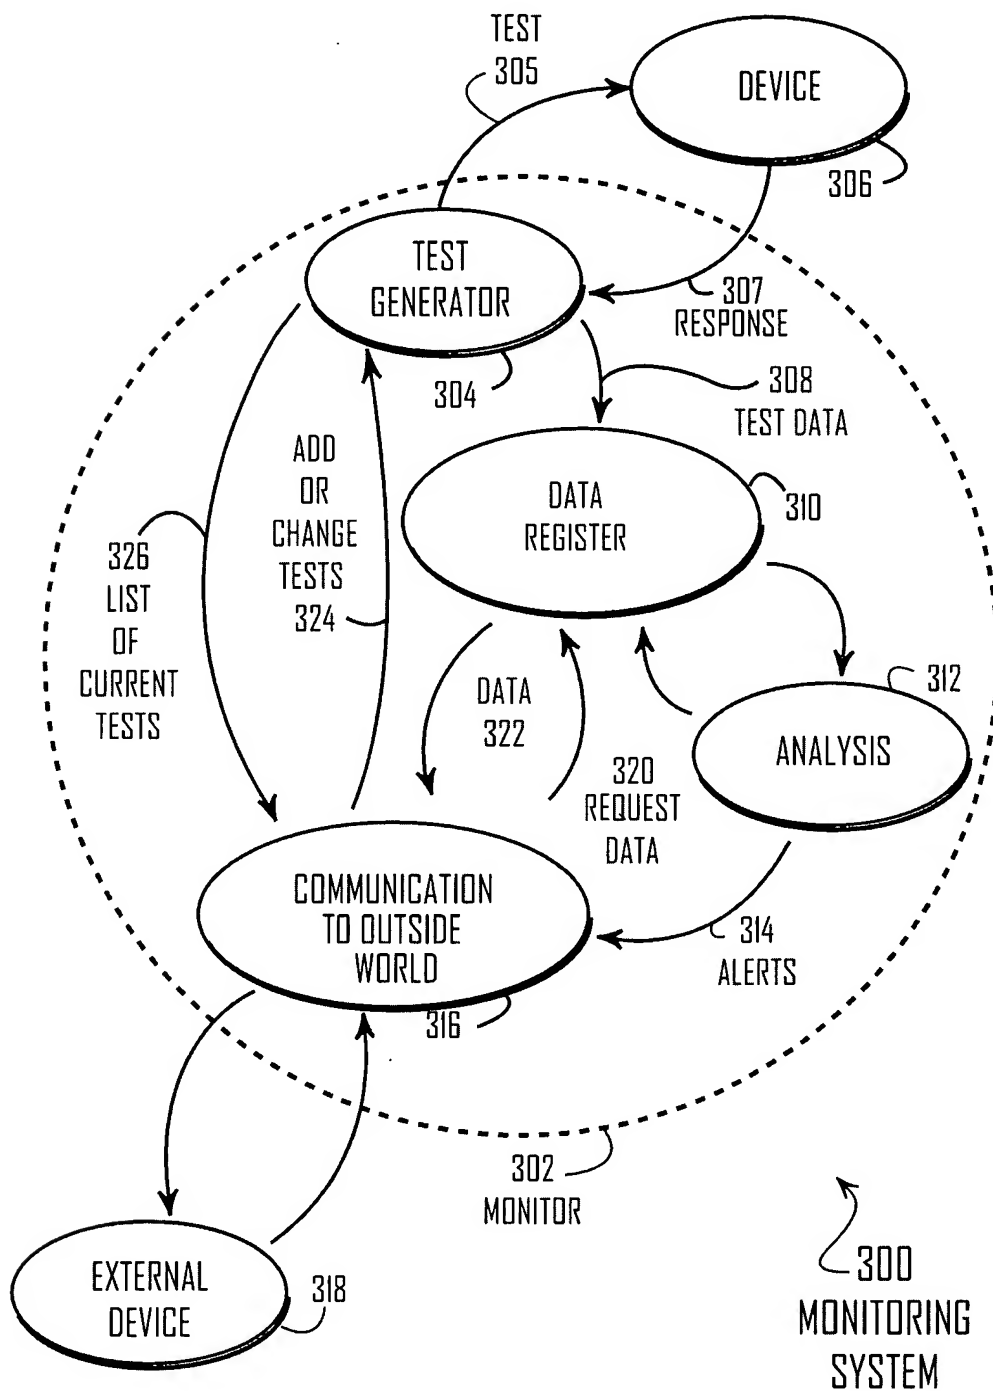 TEST
305
DEVICE
306
TEST
GENERATOR
304
307
RESPONSE
308
TEST DATA
ADD
OR
CHANGE
TESTS
324
DATA
REGISTER
310
326
LIST
OF
CURRENT
TESTS
DATA
322
312
ANALYSIS
320
REQUEST
DATA
COMMUNICATION
TO OUTSIDE
WORLD
314
ALERTS
316
302
MONITOR
EXTERNAL
DEVICE
318
300
MONITORING
SYSTEM